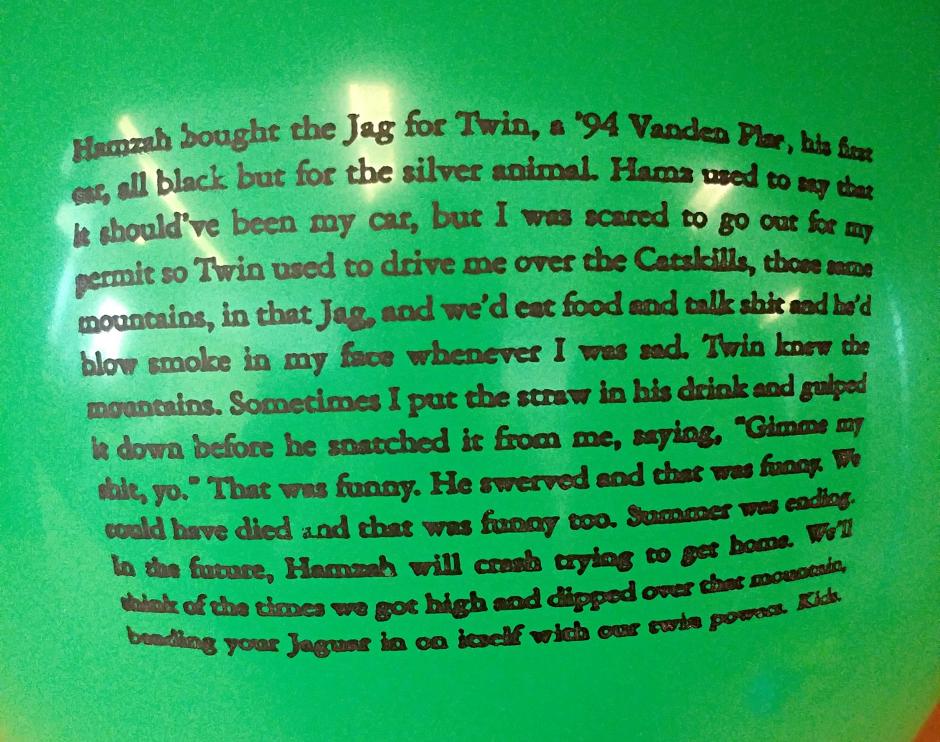 Hamzah bought the Jag for Twin, a '94 Vanden Plar, his first
car, all black but for the silver animal. Hamz used to say that
it should've been my car, but I was scared to go out for my
permit so Twin used to drive me over the Catskills, those same
mountains, in that Jag, and we'd eat food and talk shit and he'd
blow smoke in my face whenever I was sad. Twin knew the
mountains. Sometimes I put the straw in his drink and gulped
it down before he snatched it from me, saying, "Gimme my
shit, yo." That was funny. He swerved and that was funny. We
could have died and that was funny too. Summer was ending.
In the future, Hamzah will crash trying to get home. We'll
think of the times we got high and dipped over that mountain,
bending your Jaguar in on itself with our twin powers. Kids.